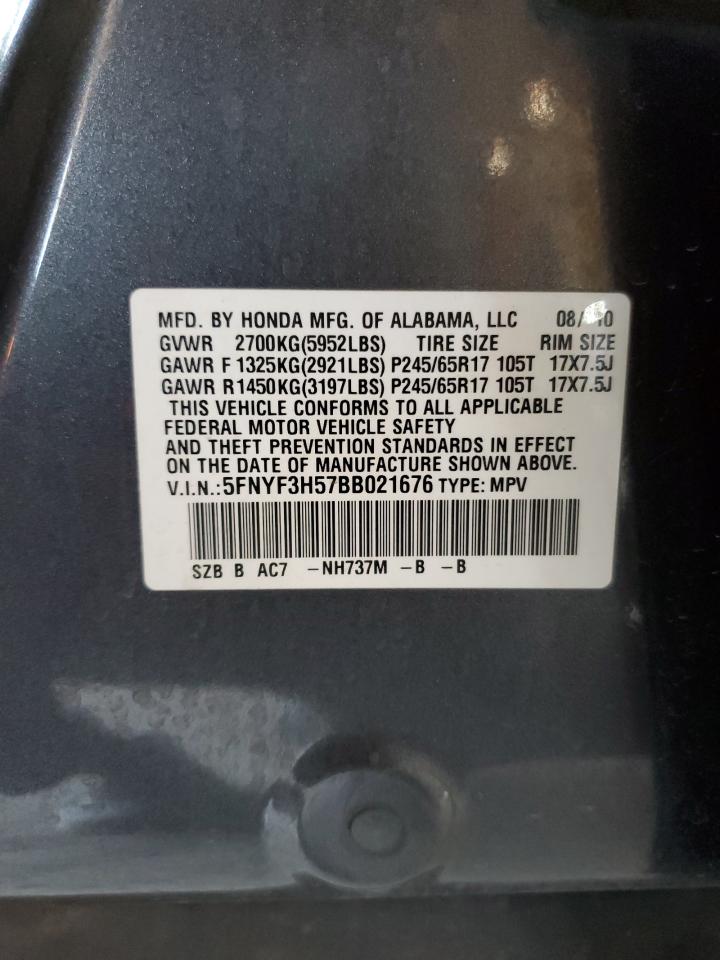 MFD. BY HONDA MFG. OF ALABAMA, LLC 08/10
GVWR 2700KG(5952LBS) TIRE SIZE RIM SIZE
GAWR F 1325KG(2921LBS) P245/65R17 105T 17X7.5J
GAWR R 1450KG(3197LBS) P245/65R17 105T 17X7.5J
THIS VEHICLE CONFORMS TO ALL APPLICABLE
FEDERAL MOTOR VEHICLE SAFETY
AND THEFT PREVENTION STANDARDS IN EFFECT
ON THE DATE OF MANUFACTURE SHOWN ABOVE.
V.I.N.:5FNYF3H57BB021676 TYPE: MPV
SZB B AC7 -NH737M -B -B